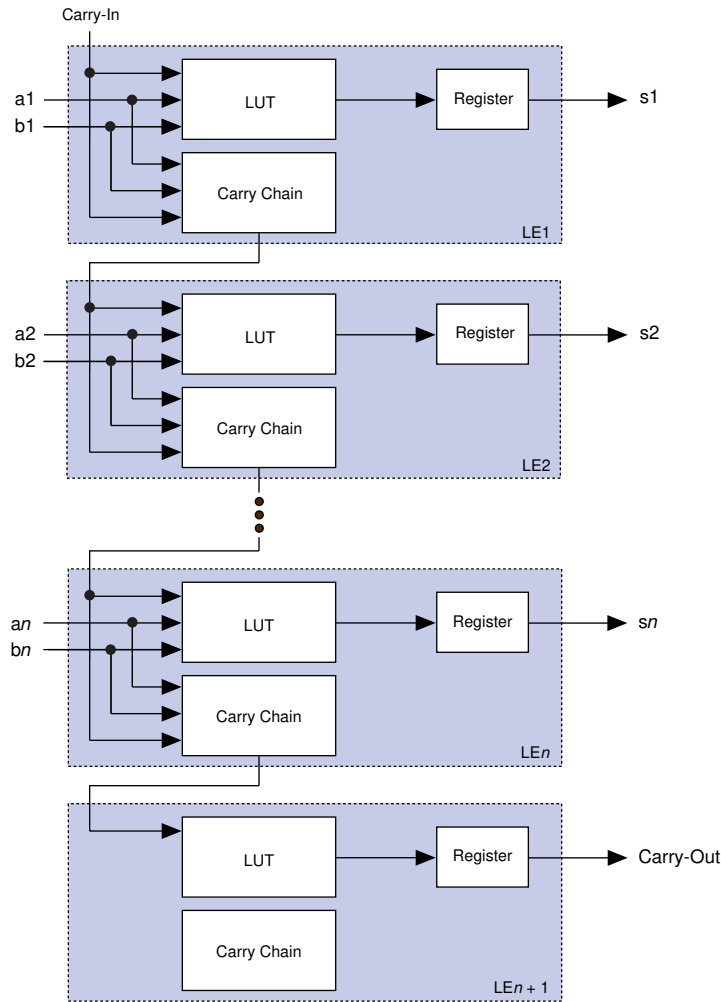 Carry-In
a1
b1
LUT
Register
s1
Carry Chain
LE1
a2
b2
LUT
Register
s2
Carry Chain
LE2
an
bn
LUT
Register
sn
Carry Chain
LEn
LUT
Register
Carry-Out
Carry Chain
LEn + 1